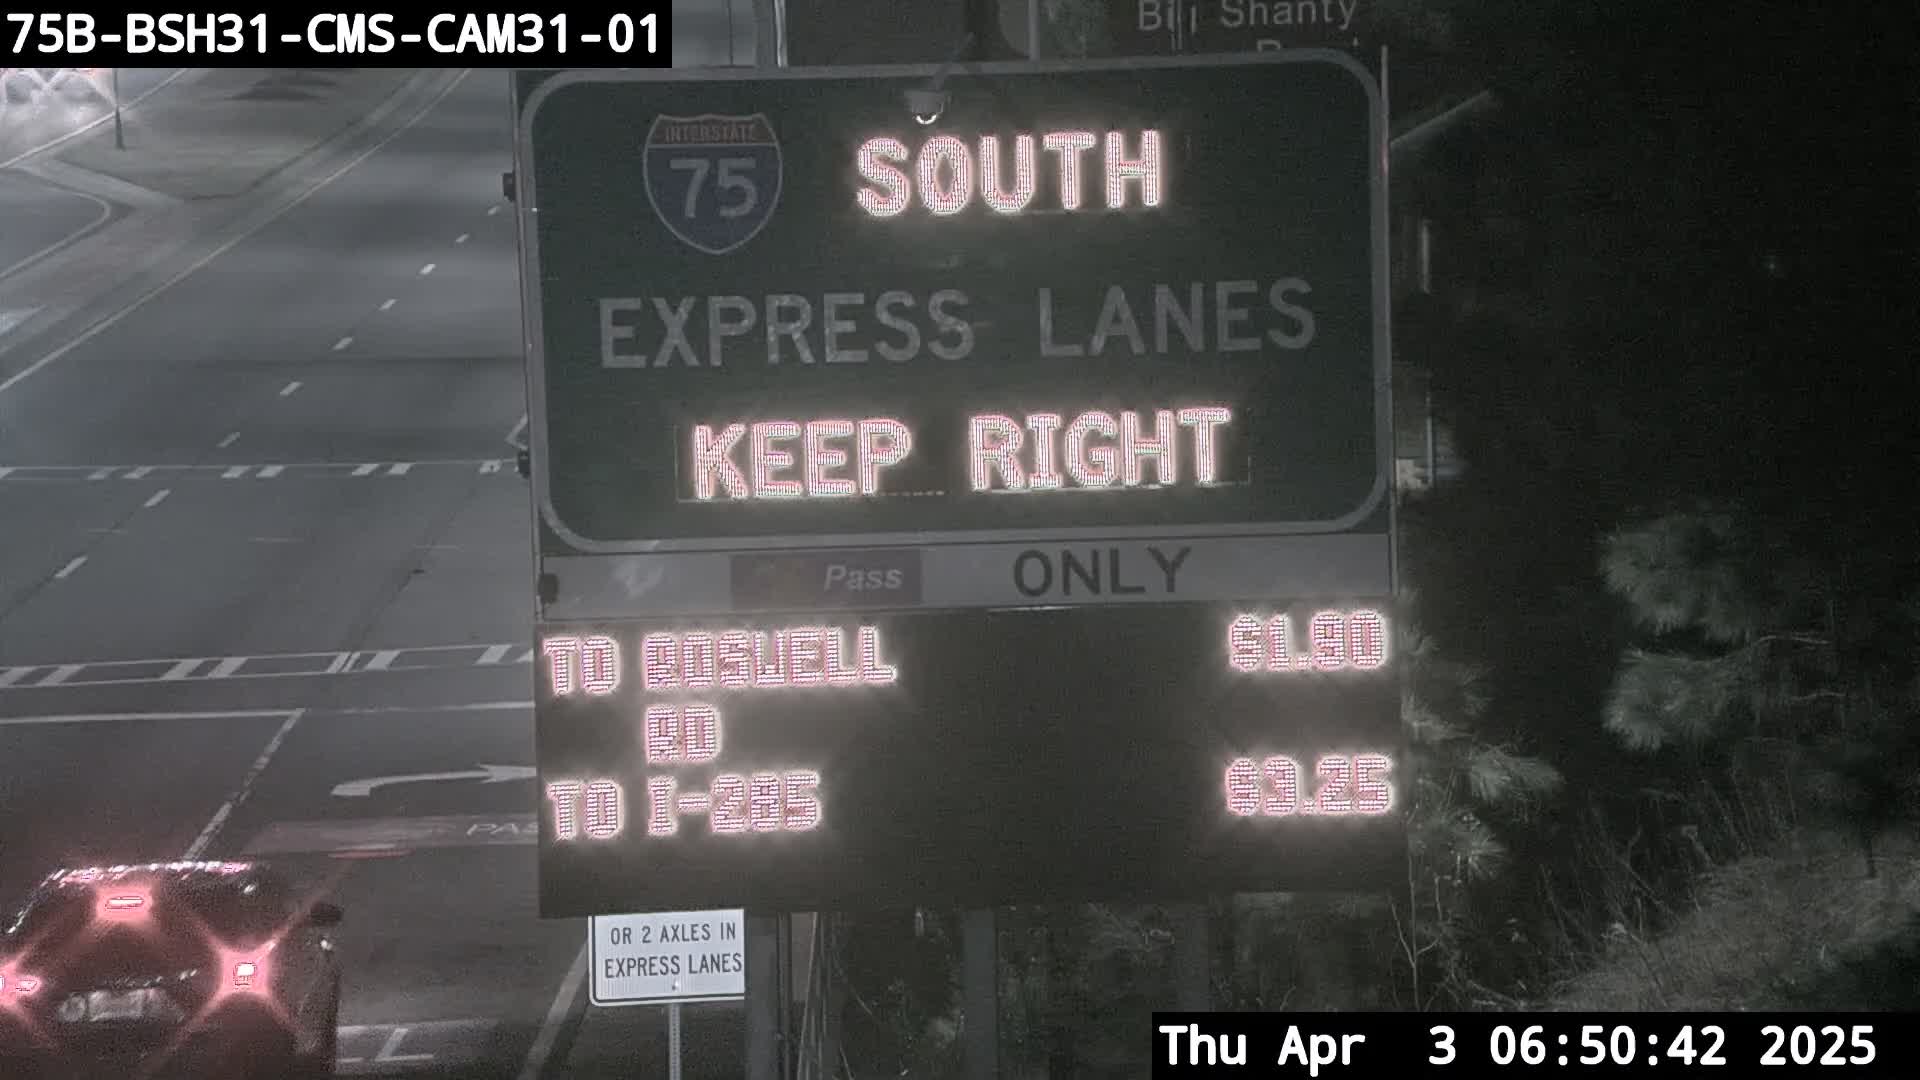 75B-BSH31-CMS-CAM31-01
Bill Shanty
INTERSTATE
75
SOUTH
EXPRESS LANES
KEEP RIGHT
Pass ONLY
TO ROSWELL $1.90
RD
TO I-285 $3.25
OR 2 AXLES IN
EXPRESS LANES
Thu Apr 3 06:50:42 2025